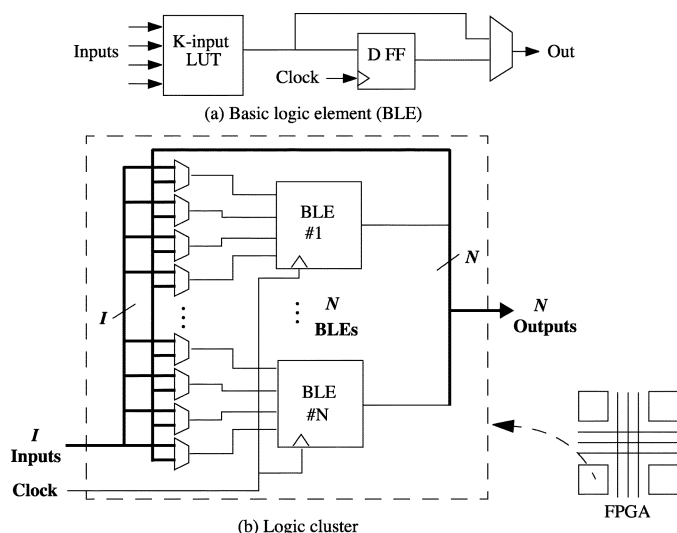 Inputs
K-input
LUT
D FF
Clock
Out
(a) Basic logic element (BLE)
BLE
#1
N
I
N
BLEs
N
Outputs
BLE
#N
I
Inputs
Clock
FPGA
(b) Logic cluster